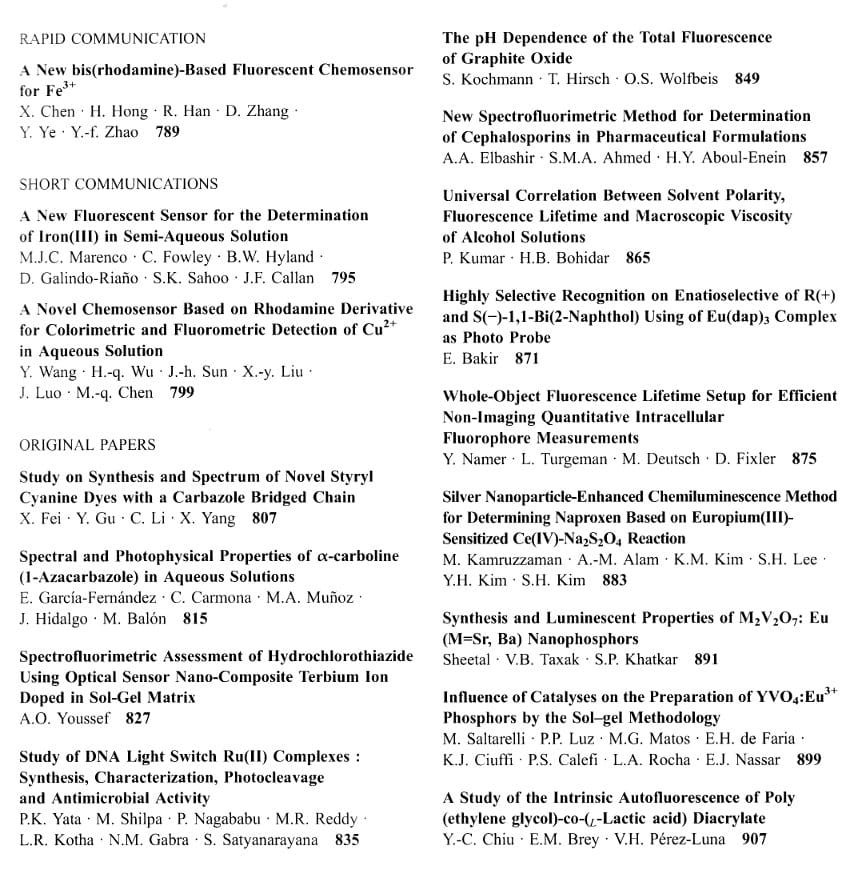 RAPID COMMUNICATION
A New bis(rhodamine)-Based Fluorescent Chemosensor
for Fe³⁺
X. Chen · H. Hong · R. Han · D. Zhang ·
Y. Ye · Y.-f. Zhao 789
SHORT COMMUNICATIONS
A New Fluorescent Sensor for the Determination
of Iron(III) in Semi-Aqueous Solution
M.J.C. Marenco · C. Fowley · B.W. Hyland ·
D. Galindo-Riaño · S.K. Sahoo · J.F. Callan 795
A Novel Chemosensor Based on Rhodamine Derivative
for Colorimetric and Fluorometric Detection of Cu²⁺
in Aqueous Solution
Y. Wang · H.-q. Wu · J.-h. Sun · X.-y. Liu ·
J. Luo · M.-q. Chen 799
ORIGINAL PAPERS
Study on Synthesis and Spectrum of Novel Styryl
Cyanine Dyes with a Carbazole Bridged Chain
X. Fei · Y. Gu · C. Li · X. Yang 807
Spectral and Photophysical Properties of α-carboline
(1-Azacarbazole) in Aqueous Solutions
E. García-Fernández · C. Carmona · M.A. Muñoz ·
J. Hidalgo · M. Balón 815
Spectrofluorimetric Assessment of Hydrochlorothiazide
Using Optical Sensor Nano-Composite Terbium Ion
Doped in Sol-Gel Matrix
A.O. Youssef 827
Study of DNA Light Switch Ru(II) Complexes :
Synthesis, Characterization, Photocleavage
and Antimicrobial Activity
P.K. Yata · M. Shilpa · P. Nagababu · M.R. Reddy ·
L.R. Kotha · N.M. Gabra · S. Satyanarayana 835
The pH Dependence of the Total Fluorescence
of Graphite Oxide
S. Kochmann · T. Hirsch · O.S. Wolfbeis 849
New Spectrofluorimetric Method for Determination
of Cephalosporins in Pharmaceutical Formulations
A.A. Elbashir · S.M.A. Ahmed · H.Y. Aboul-Enein 857
Universal Correlation Between Solvent Polarity,
Fluorescence Lifetime and Macroscopic Viscosity
of Alcohol Solutions
P. Kumar · H.B. Bohidar 865
Highly Selective Recognition on Enatioselective of R(+)
and S(−)-1,1-Bi(2-Naphthol) Using of Eu(dap)₃ Complex
as Photo Probe
E. Bakir 871
Whole-Object Fluorescence Lifetime Setup for Efficient
Non-Imaging Quantitative Intracellular
Fluorophore Measurements
Y. Namer · L. Turgeman · M. Deutsch · D. Fixler 875
Silver Nanoparticle-Enhanced Chemiluminescence Method
for Determining Naproxen Based on Europium(III)-
Sensitized Ce(IV)-Na₂S₂O₄ Reaction
M. Kamruzzaman · A.-M. Alam · K.M. Kim · S.H. Lee ·
Y.H. Kim · S.H. Kim 883
Synthesis and Luminescent Properties of M₂V₂O₇: Eu
(M=Sr, Ba) Nanophosphors
Sheetal · V.B. Taxak · S.P. Khatkar 891
Influence of Catalyses on the Preparation of YVO₄:Eu³⁺
Phosphors by the Sol–gel Methodology
M. Saltarelli · P.P. Luz · M.G. Matos · E.H. de Faria ·
K.J. Ciuffi · P.S. Calefi · L.A. Rocha · E.J. Nassar 899
A Study of the Intrinsic Autofluorescence of Poly
(ethylene glycol)-co-(L-Lactic acid) Diacrylate
Y.-C. Chiu · E.M. Brey · V.H. Pérez-Luna 907